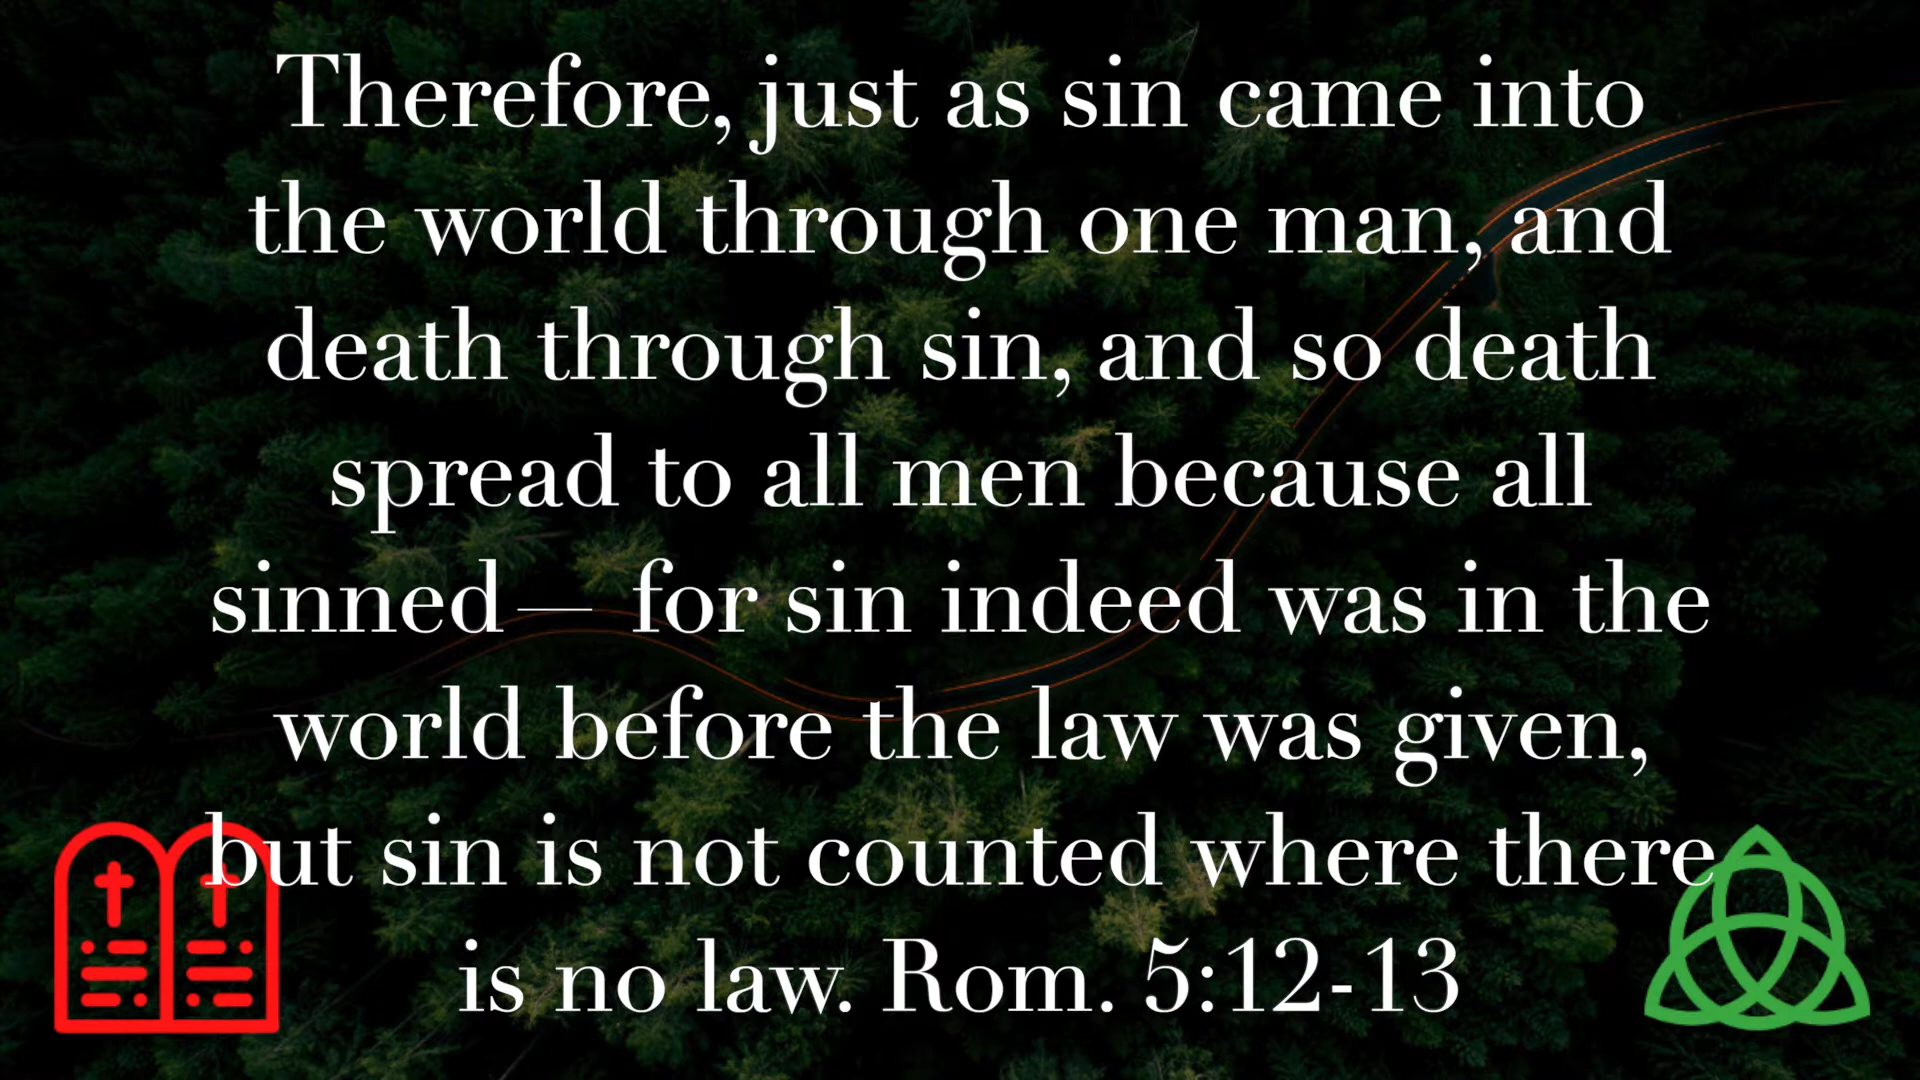 Therefore, just as sin came into
the world through one man, and
death through sin, and so death
spread to all men because all
sinned— for sin indeed was in the
world before the law was given,
but sin is not counted where there
is no law. Rom. 5:12-13